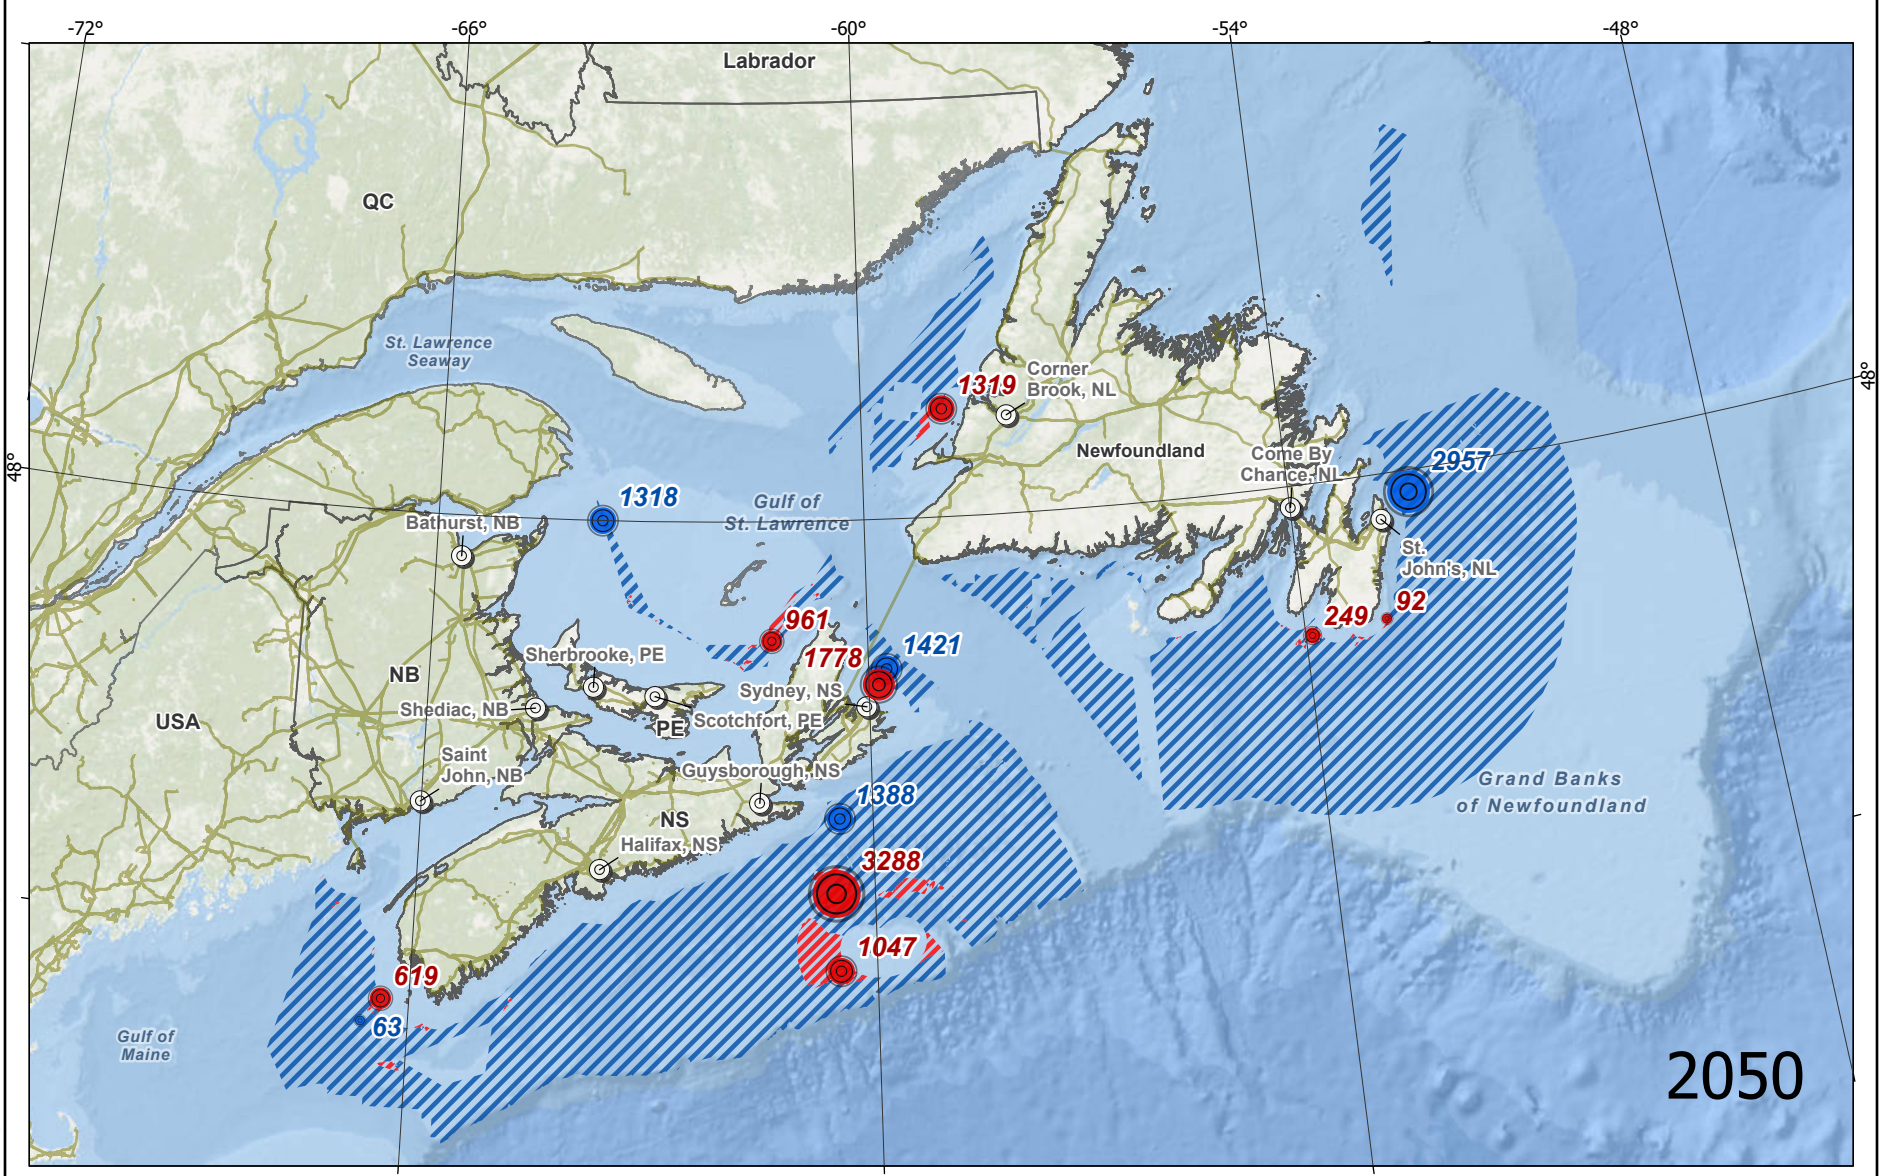 -72°
-66°
-60°
-54°
-48°
Labrador
QC
St. Lawrence
Seaway
1319
Corner
Brook, NL
48°
Newfoundland
Come By
Chance, NL
2957
48°
1318
Gulf of
St. Lawrence
Bathurst, NB
St.
John's, NL
961
249
92
1421
1778
Sherbrooke, PE
NB
Sydney, NS
Shediac, NB
Scotchfort, PE
USA
PE
Saint
John, NB
Guysborough, NS
Grand Banks
of Newfoundland
1388
NS
Halifax, NS
3288
1047
619
63
Gulf of
Maine
2050